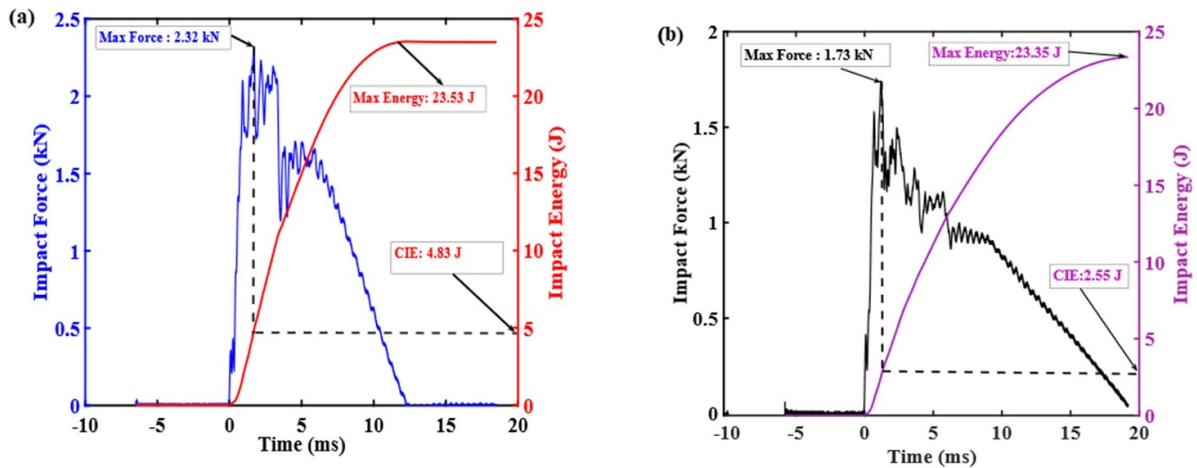 (a)
2.5
25
Max Force : 2.32 kN
2
20
Max Energy: 23.53 J
1.5
15
1
10
CIE: 4.83 J
0.5
5
0
0
-10
-5
0
5
10
15
20
Time (ms)
Impact Force (kN)
Impact Energy (J)
(b)
2
25
Max Force : 1.73 kN
Max Energy:23.35 J
20
1.5
15
1
10
CIE:2.55 J
0.5
5
0
0
-10
-5
0
5
10
15
20
Time (ms)
Impact Force (kN)
Impact Energy (J)